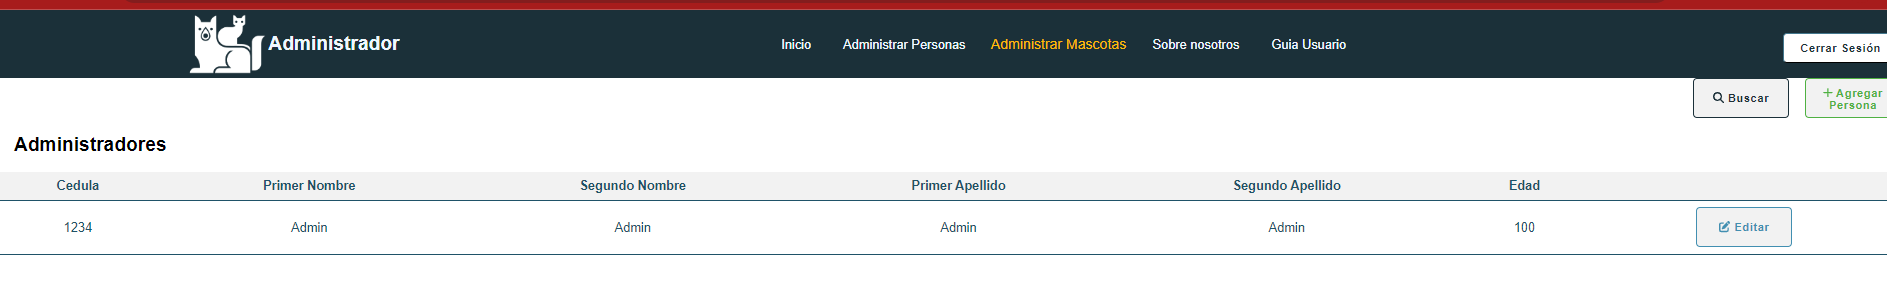 Administrador
Inicio Administrar Personas Administrar Mascotas Sobre nosotros Guia Usuario
Cerrar Sesión
Buscar
+ Agregar
Persona
Administradores
Cedula Primer Nombre Segundo Nombre Primer Apellido Segundo Apellido Edad
1234 Admin Admin Admin Admin 100 Editar